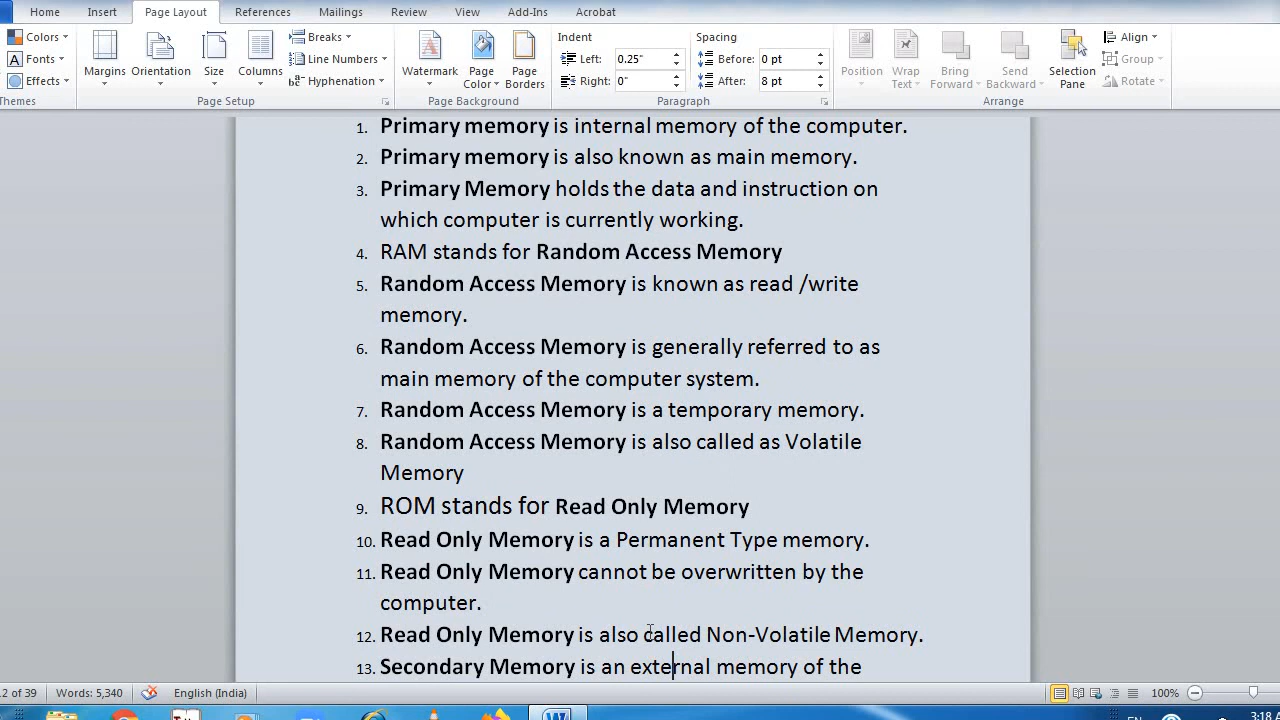 Home Insert Page Layout References Mailings Review View Add-Ins Acrobat
Colors Breaks Indent Spacing Align
Fonts Line Numbers Left: 0.25" Before: 0 pt Group
Margins Orientation Size Columns Watermark Page Page Position Wrap Bring Send Selection
Effects Hyphenation Color Borders Right: 0" After: 8 pt Text Forward Backward Pane Rotate
Themes Page Setup Page Background Paragraph Arrange
1. Primary memory is internal memory of the computer.
2. Primary memory is also known as main memory.
3. Primary Memory holds the data and instruction on
which computer is currently working.
4. RAM stands for Random Access Memory
5. Random Access Memory is known as read /write
memory.
6. Random Access Memory is generally referred to as
main memory of the computer system.
7. Random Access Memory is a temporary memory.
8. Random Access Memory is also called as Volatile
Memory
9. ROM stands for Read Only Memory
10. Read Only Memory is a Permanent Type memory.
11. Read Only Memory cannot be overwritten by the
computer.
12. Read Only Memory is also called Non-Volatile Memory.
13. Secondary Memory is an external memory of the
2 of 39 Words: 5,340 English (India) 100%